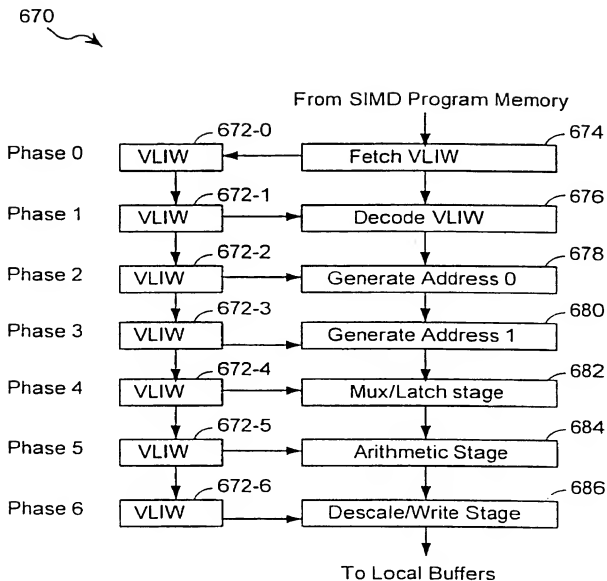 670
From SIMD Program Memory
672-0
674
Phase 0
VLIW
Fetch VLIW
672-1
676
Phase 1
VLIW
Decode VLIW
672-2
678
Phase 2
VLIW
Generate Address 0
672-3
680
Phase 3
VLIW
Generate Address 1
672-4
682
Phase 4
VLIW
Mux/Latch stage
672-5
684
Phase 5
VLIW
Arithmetic Stage
672-6
686
Phase 6
VLIW
Descale/Write Stage
To Local Buffers